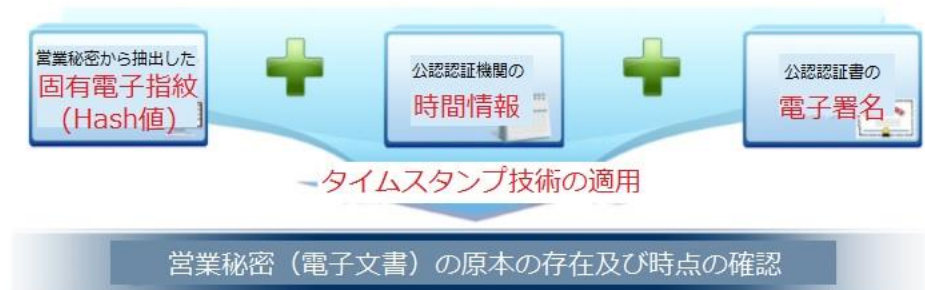 営業秘密から抽出した
固有電子指紋
(Hash値)
公認認証機関の
時間情報
公認認証書の
電子署名
タイムスタンプ技術の適用
営業秘密（電子文書）の原本の存在及び時点の確認